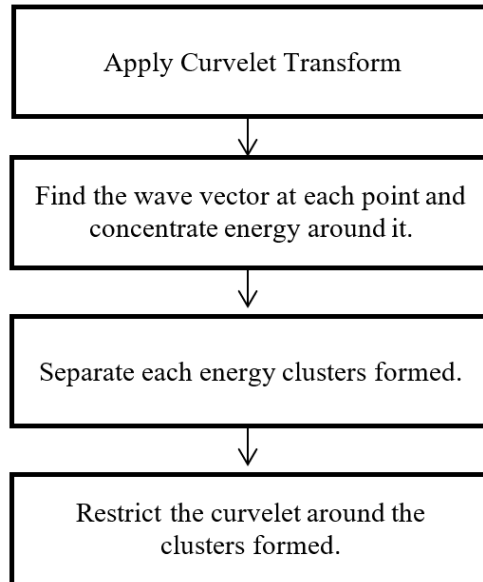 Apply Curvelet Transform
Find the wave vector at each point and
concentrate energy around it.
Separate each energy clusters formed.
Restrict the curvelet around the
clusters formed.